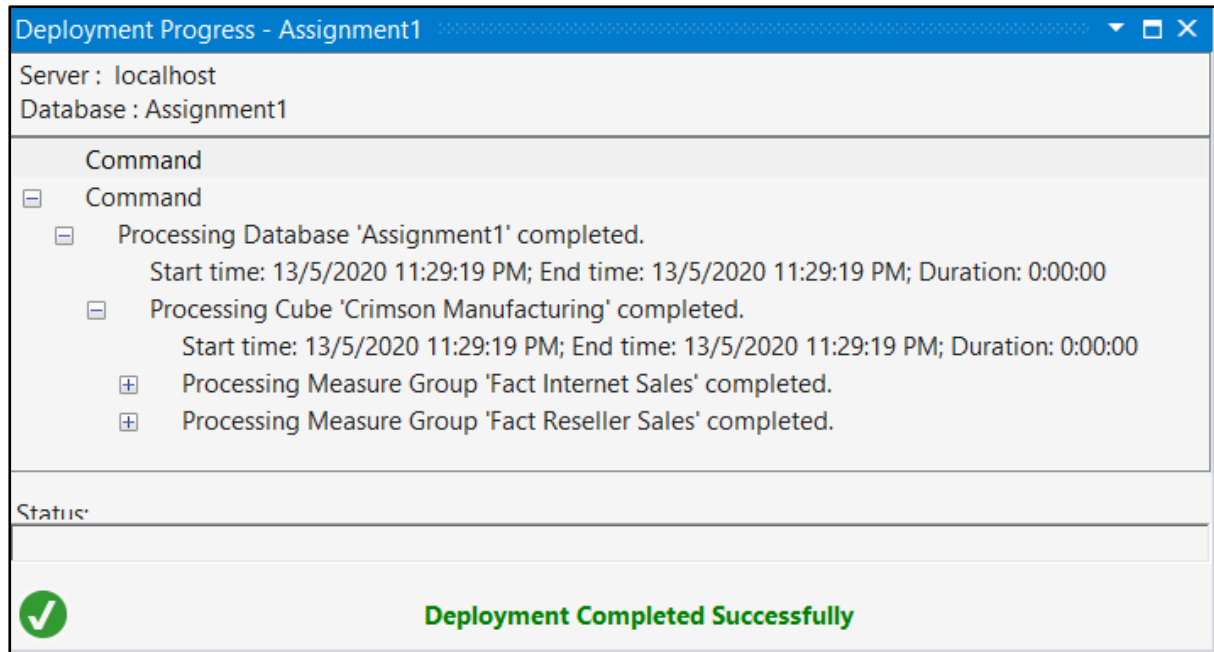 Deployment Progress - Assignment1
Server : localhost
Database : Assignment1
Command
Command
Processing Database 'Assignment1' completed.
Start time: 13/5/2020 11:29:19 PM; End time: 13/5/2020 11:29:19 PM; Duration: 0:00:00
Processing Cube 'Crimson Manufacturing' completed.
Start time: 13/5/2020 11:29:19 PM; End time: 13/5/2020 11:29:19 PM; Duration: 0:00:00
Processing Measure Group 'Fact Internet Sales' completed.
Processing Measure Group 'Fact Reseller Sales' completed.
Status:
Deployment Completed Successfully